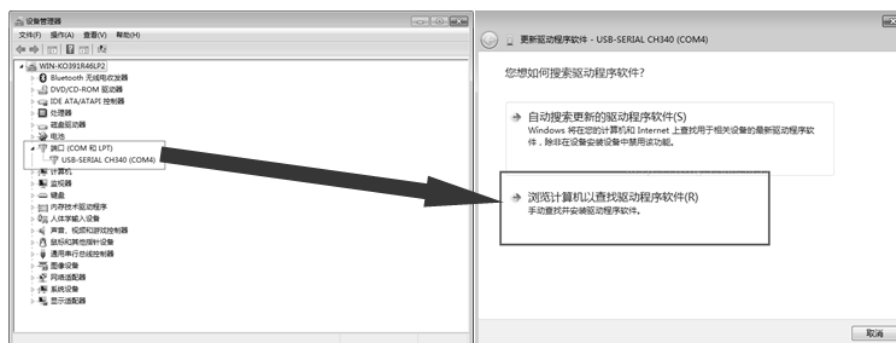 设备管理器
文件(F) 操作(A) 查看(V) 帮助(H)
WIN-KO391R46LP2
Bluetooth 无线电收发器
DVD/CD-ROM 驱动器
IDE ATA/ATAPI 控制器
处理器
磁盘驱动器
电池
端口 (COM 和 LPT)
USB-SERIAL CH340 (COM4)
计算机
监视器
键盘
内存技术驱动程序
人体学输入设备
声音、视频和游戏控制器
鼠标和其他指针设备
通用串行总线控制器
图像设备
网络适配器
系统设备
显示适配器
更新驱动程序软件 - USB-SERIAL CH340 (COM4)
您想如何搜索驱动程序软件?
自动搜索更新的驱动程序软件(S)
Windows 将在您的计算机和 Internet 上查找用于相关设备的最新驱动程序软
件，除非在设备安装设备中禁用该功能。
浏览计算机以查找驱动程序软件(R)
手动查找并安装驱动程序软件。
取消